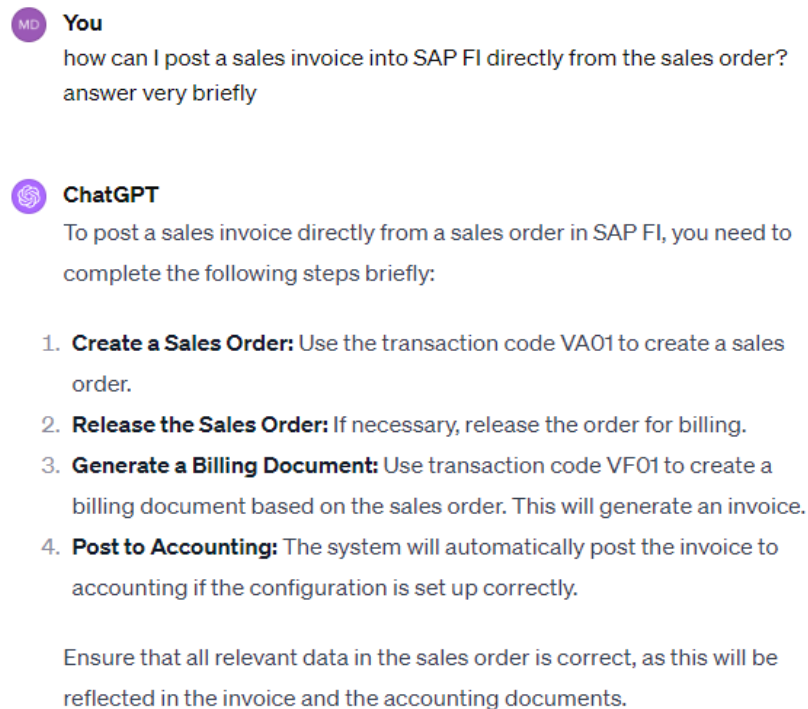 MD
You
how can I post a sales invoice into SAP FI directly from the sales order?
answer very briefly
ChatGPT
To post a sales invoice directly from a sales order in SAP FI, you need to
complete the following steps briefly:
1. Create a Sales Order: Use the transaction code VA01 to create a sales
order.
2. Release the Sales Order: If necessary, release the order for billing.
3. Generate a Billing Document: Use transaction code VF01 to create a
billing document based on the sales order. This will generate an invoice.
4. Post to Accounting: The system will automatically post the invoice to
accounting if the configuration is set up correctly.
Ensure that all relevant data in the sales order is correct, as this will be
reflected in the invoice and the accounting documents.